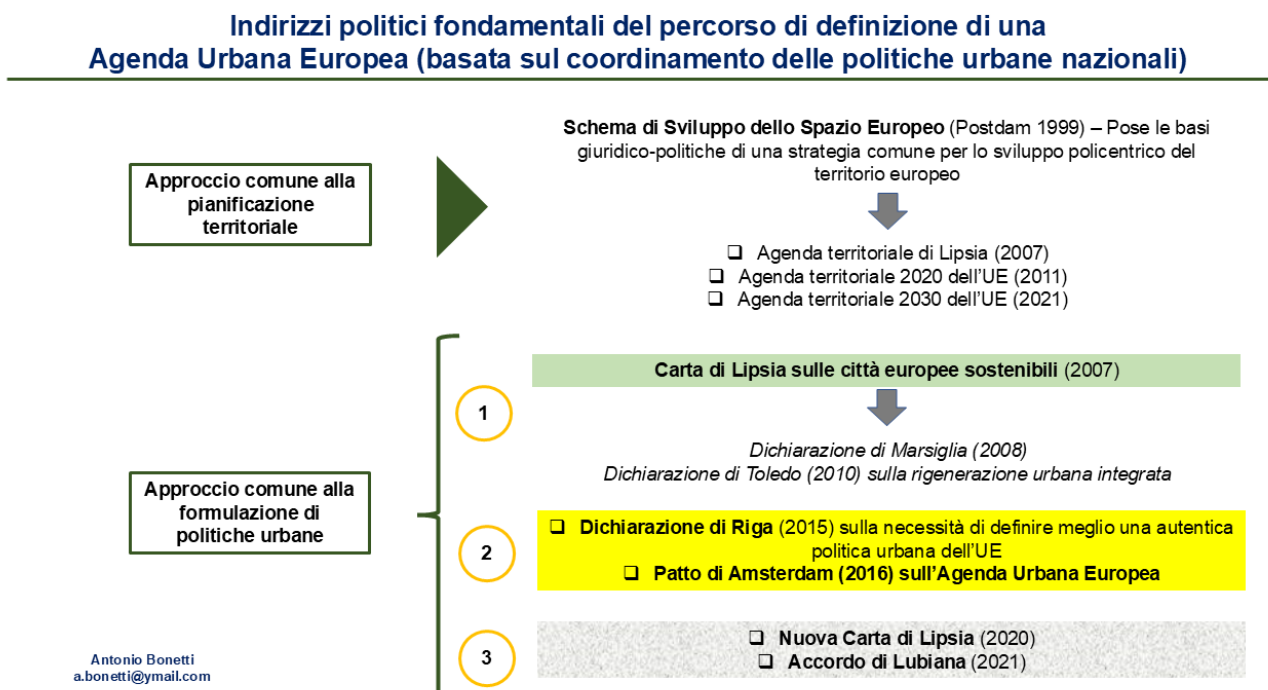 Indirizzi politici fondamentali del percorso di definizione di una
Agenda Urbana Europea (basata sul coordinamento delle politiche urbane nazionali)
Approccio comune alla
pianificazione
territoriale
Schema di Sviluppo dello Spazio Europeo (Postdam 1999) – Pose le basi
giuridico-politiche di una strategia comune per lo sviluppo policentrico del
territorio europeo
Agenda territoriale di Lipsia (2007)
Agenda territoriale 2020 dell'UE (2011)
Agenda territoriale 2030 dell'UE (2021)
Approccio comune alla
formulazione di
politiche urbane
1
Carta di Lipsia sulle città europee sostenibili (2007)
Dichiarazione di Marsiglia (2008)
Dichiarazione di Toledo (2010) sulla rigenerazione urbana integrata
2
Dichiarazione di Riga (2015) sulla necessità di definire meglio una autentica
politica urbana dell'UE
Patto di Amsterdam (2016) sull'Agenda Urbana Europea
3
Nuova Carta di Lipsia (2020)
Accordo di Lubiana (2021)
Antonio Bonetti
a.bonetti@ymail.com